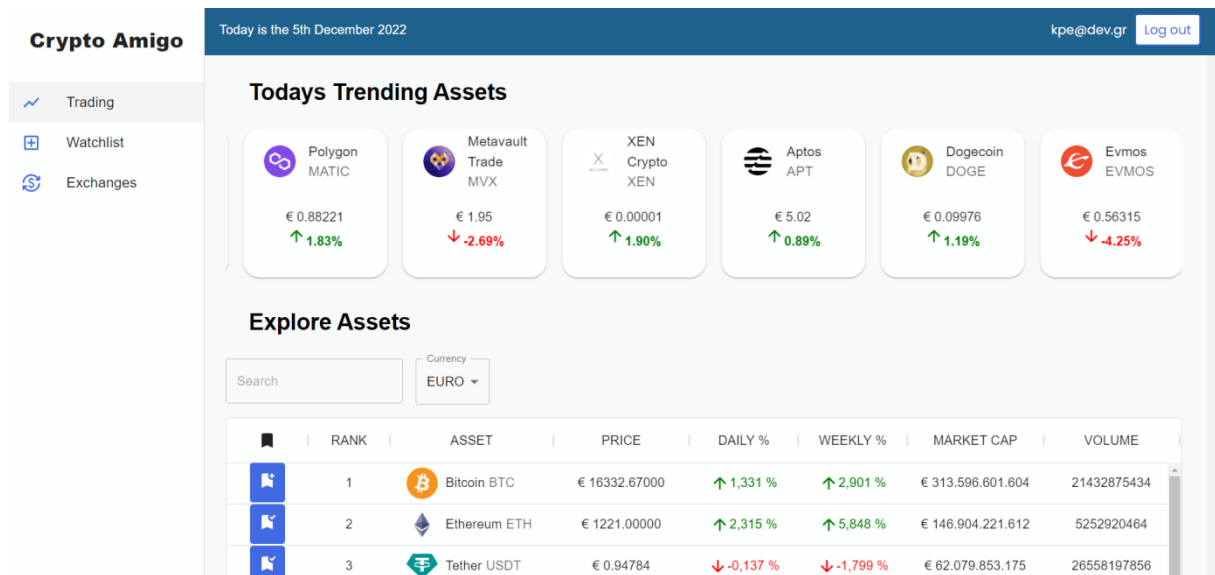 Crypto Amigo
Today is the 5th December 2022
kpe@dev.gr
Log out
Trading
Watchlist
Exchanges
Todays Trending Assets
Polygon
MATIC
€ 0.88221
1.83%
Metavault
Trade
MVX
€ 1.95
-2.69%
X
XEN
Crypto
XEN
€ 0.00001
1.90%
Aptos
APT
€ 5.02
0.89%
Dogecoin
DOGE
€ 0.09976
1.19%
Evmos
EVMOS
€ 0.56315
-4.25%
Explore Assets
Search
Currency
EURO
RANK ASSET PRICE DAILY % WEEKLY % MARKET CAP VOLUME
1 Bitcoin BTC € 16332.67000 1,331 % 2,901 % € 313.596.601.604 21432875434
2 Ethereum ETH € 1221.00000 2,315 % 5,848 % € 146.904.221.612 5252920464
3 Tether USDT € 0.94784 -0,137 % -1,799 % € 62.079.853.175 26558197856